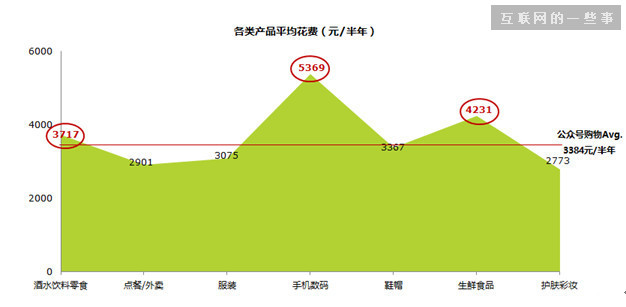 互联网的一些事
各类产品平均花费（元/半年）
6000
5369
4231
3717
4000
公众号购物Avg.
3384元/半年
3367
3075
2901
2773
2000
0
酒水饮料零食 点餐/外卖 服装 手机数码 鞋帽 生鲜食品 护肤彩妆